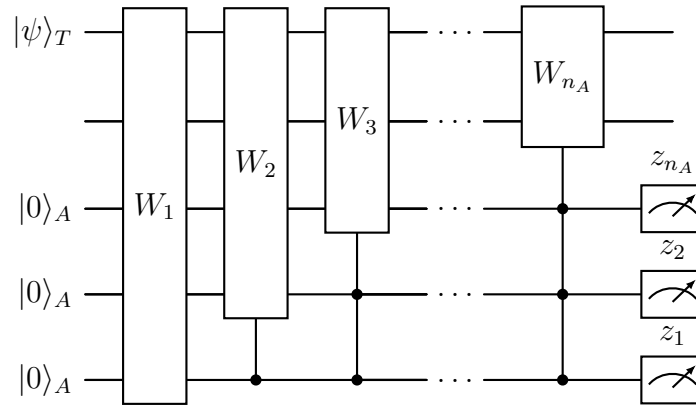 |ψ⟩_T
W_1
W_2
W_3
· · ·
W_{n_A}
· · ·
z_{n_A}
|0⟩_A
· · ·
z_2
|0⟩_A
· · ·
z_1
|0⟩_A
· · ·